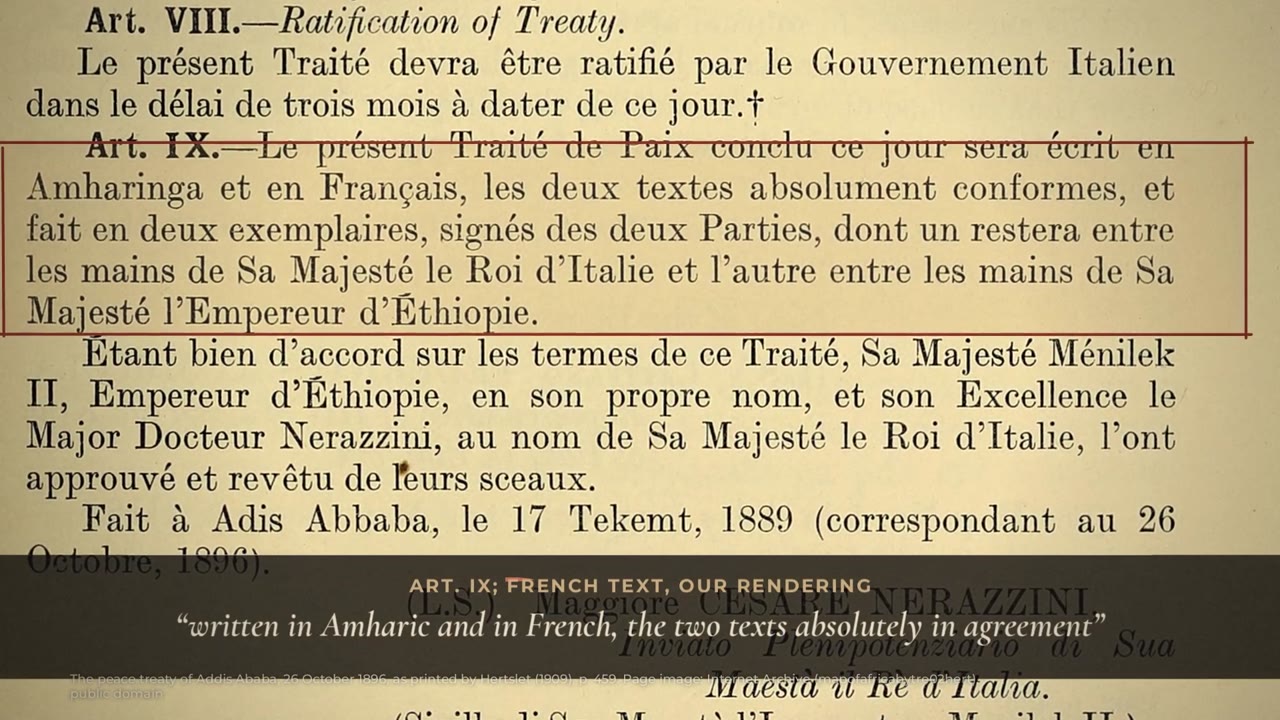 Art. VIII.—Ratification of Treaty.
Le présent Traité devra être ratifié par le Gouvernement Italien
dans le délai de trois mois à dater de ce jour.†
Art. IX.—Le présent Traité de Paix conclu ce jour sera écrit en
Amharinga et en Français, les deux textes absolument conformes, et
fait en deux exemplaires, signés des deux Parties, dont un restera entre
les mains de Sa Majesté le Roi d'Italie et l'autre entre les mains de Sa
Majesté l'Empereur d'Éthiopie.
Étant bien d'accord sur les termes de ce Traité, Sa Majesté Ménilek
II, Empereur d'Éthiopie, en son propre nom, et son Excellence le
Major Docteur Nerazzini, au nom de Sa Majesté le Roi d'Italie, l'ont
approuvé et revêtu de leurs sceaux.
Fait à Adis Abbaba, le 17 Tekemt, 1889 (correspondant au 26
Octobre, 1896).
ART. IX; FRENCH TEXT, OUR RENDERING
(L.S.) Maggiore CESARE NERAZZINI,
“written in Amharic and in French, the two texts absolutely in agreement”
Inviato Plenipotenziario di Sua
The peace treaty of Addis Ababa, 26 October 1896, as printed by Hertslet (1909), p. 459. Page image: Internet Archive
Maestà il Rè d'Italia.
public domain